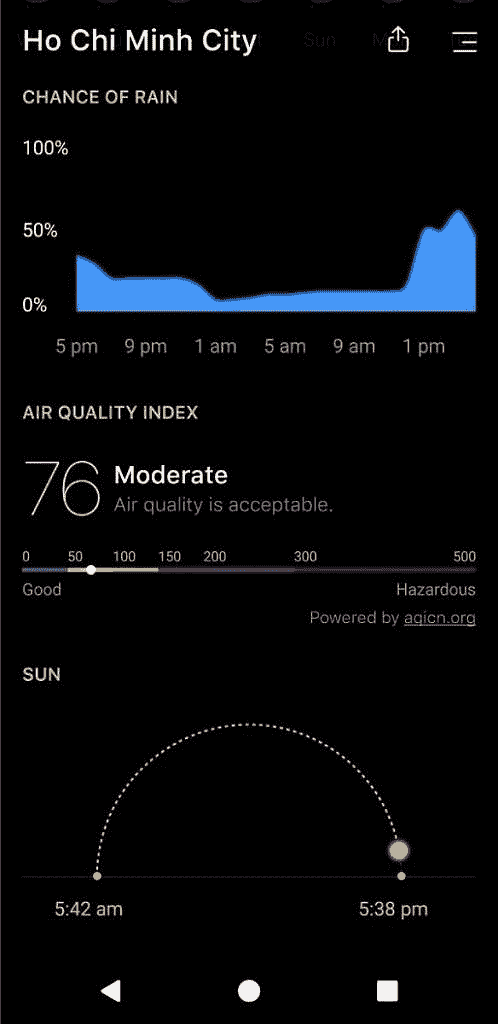 Ho Chi Minh City
Sun
CHANCE OF RAIN
100%
50%
0%
5 pm 9 pm 1 am 5 am 9 am 1 pm
AIR QUALITY INDEX
76 Moderate
Air quality is acceptable.
0 50 100 150 200 300 500
Good Hazardous
Powered by aqicn.org
SUN
5:42 am 5:38 pm